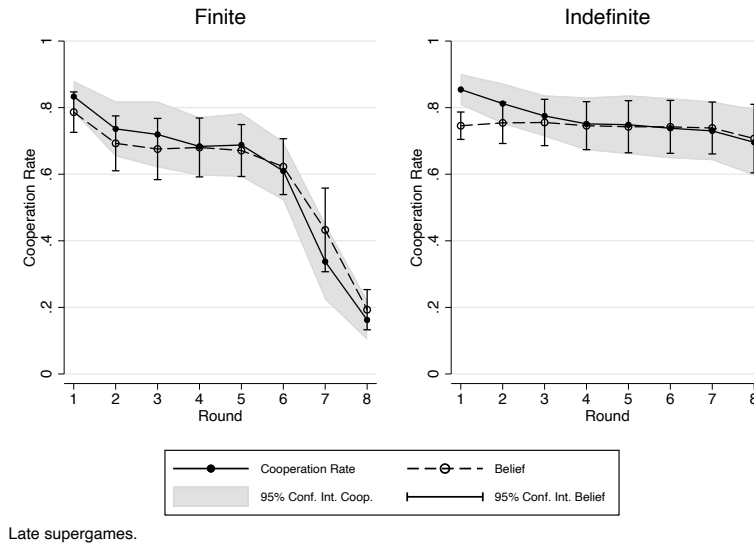 Finite
Indefinite
Cooperation Rate
0 .2 .4 .6 .8 1
1 2 3 4 5 6 7 8
Round
Cooperation Rate
0 .2 .4 .6 .8 1
1 2 3 4 5 6 7 8
Round
Cooperation Rate
Belief
95% Conf. Int. Coop.
95% Conf. Int. Belief
Late supergames.